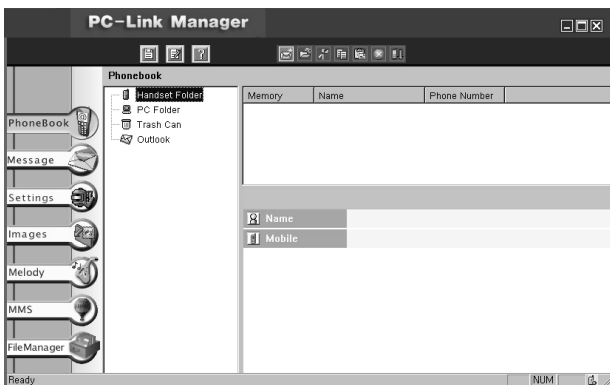 PC-Link Manager
Phonebook
Handset Folder
PC Folder
Trash Can
Outlook
Memory Name Phone Number
PhoneBook
Message
Settings
Images
Melody
MMS
FileManager
Name
Mobile
Ready NUM